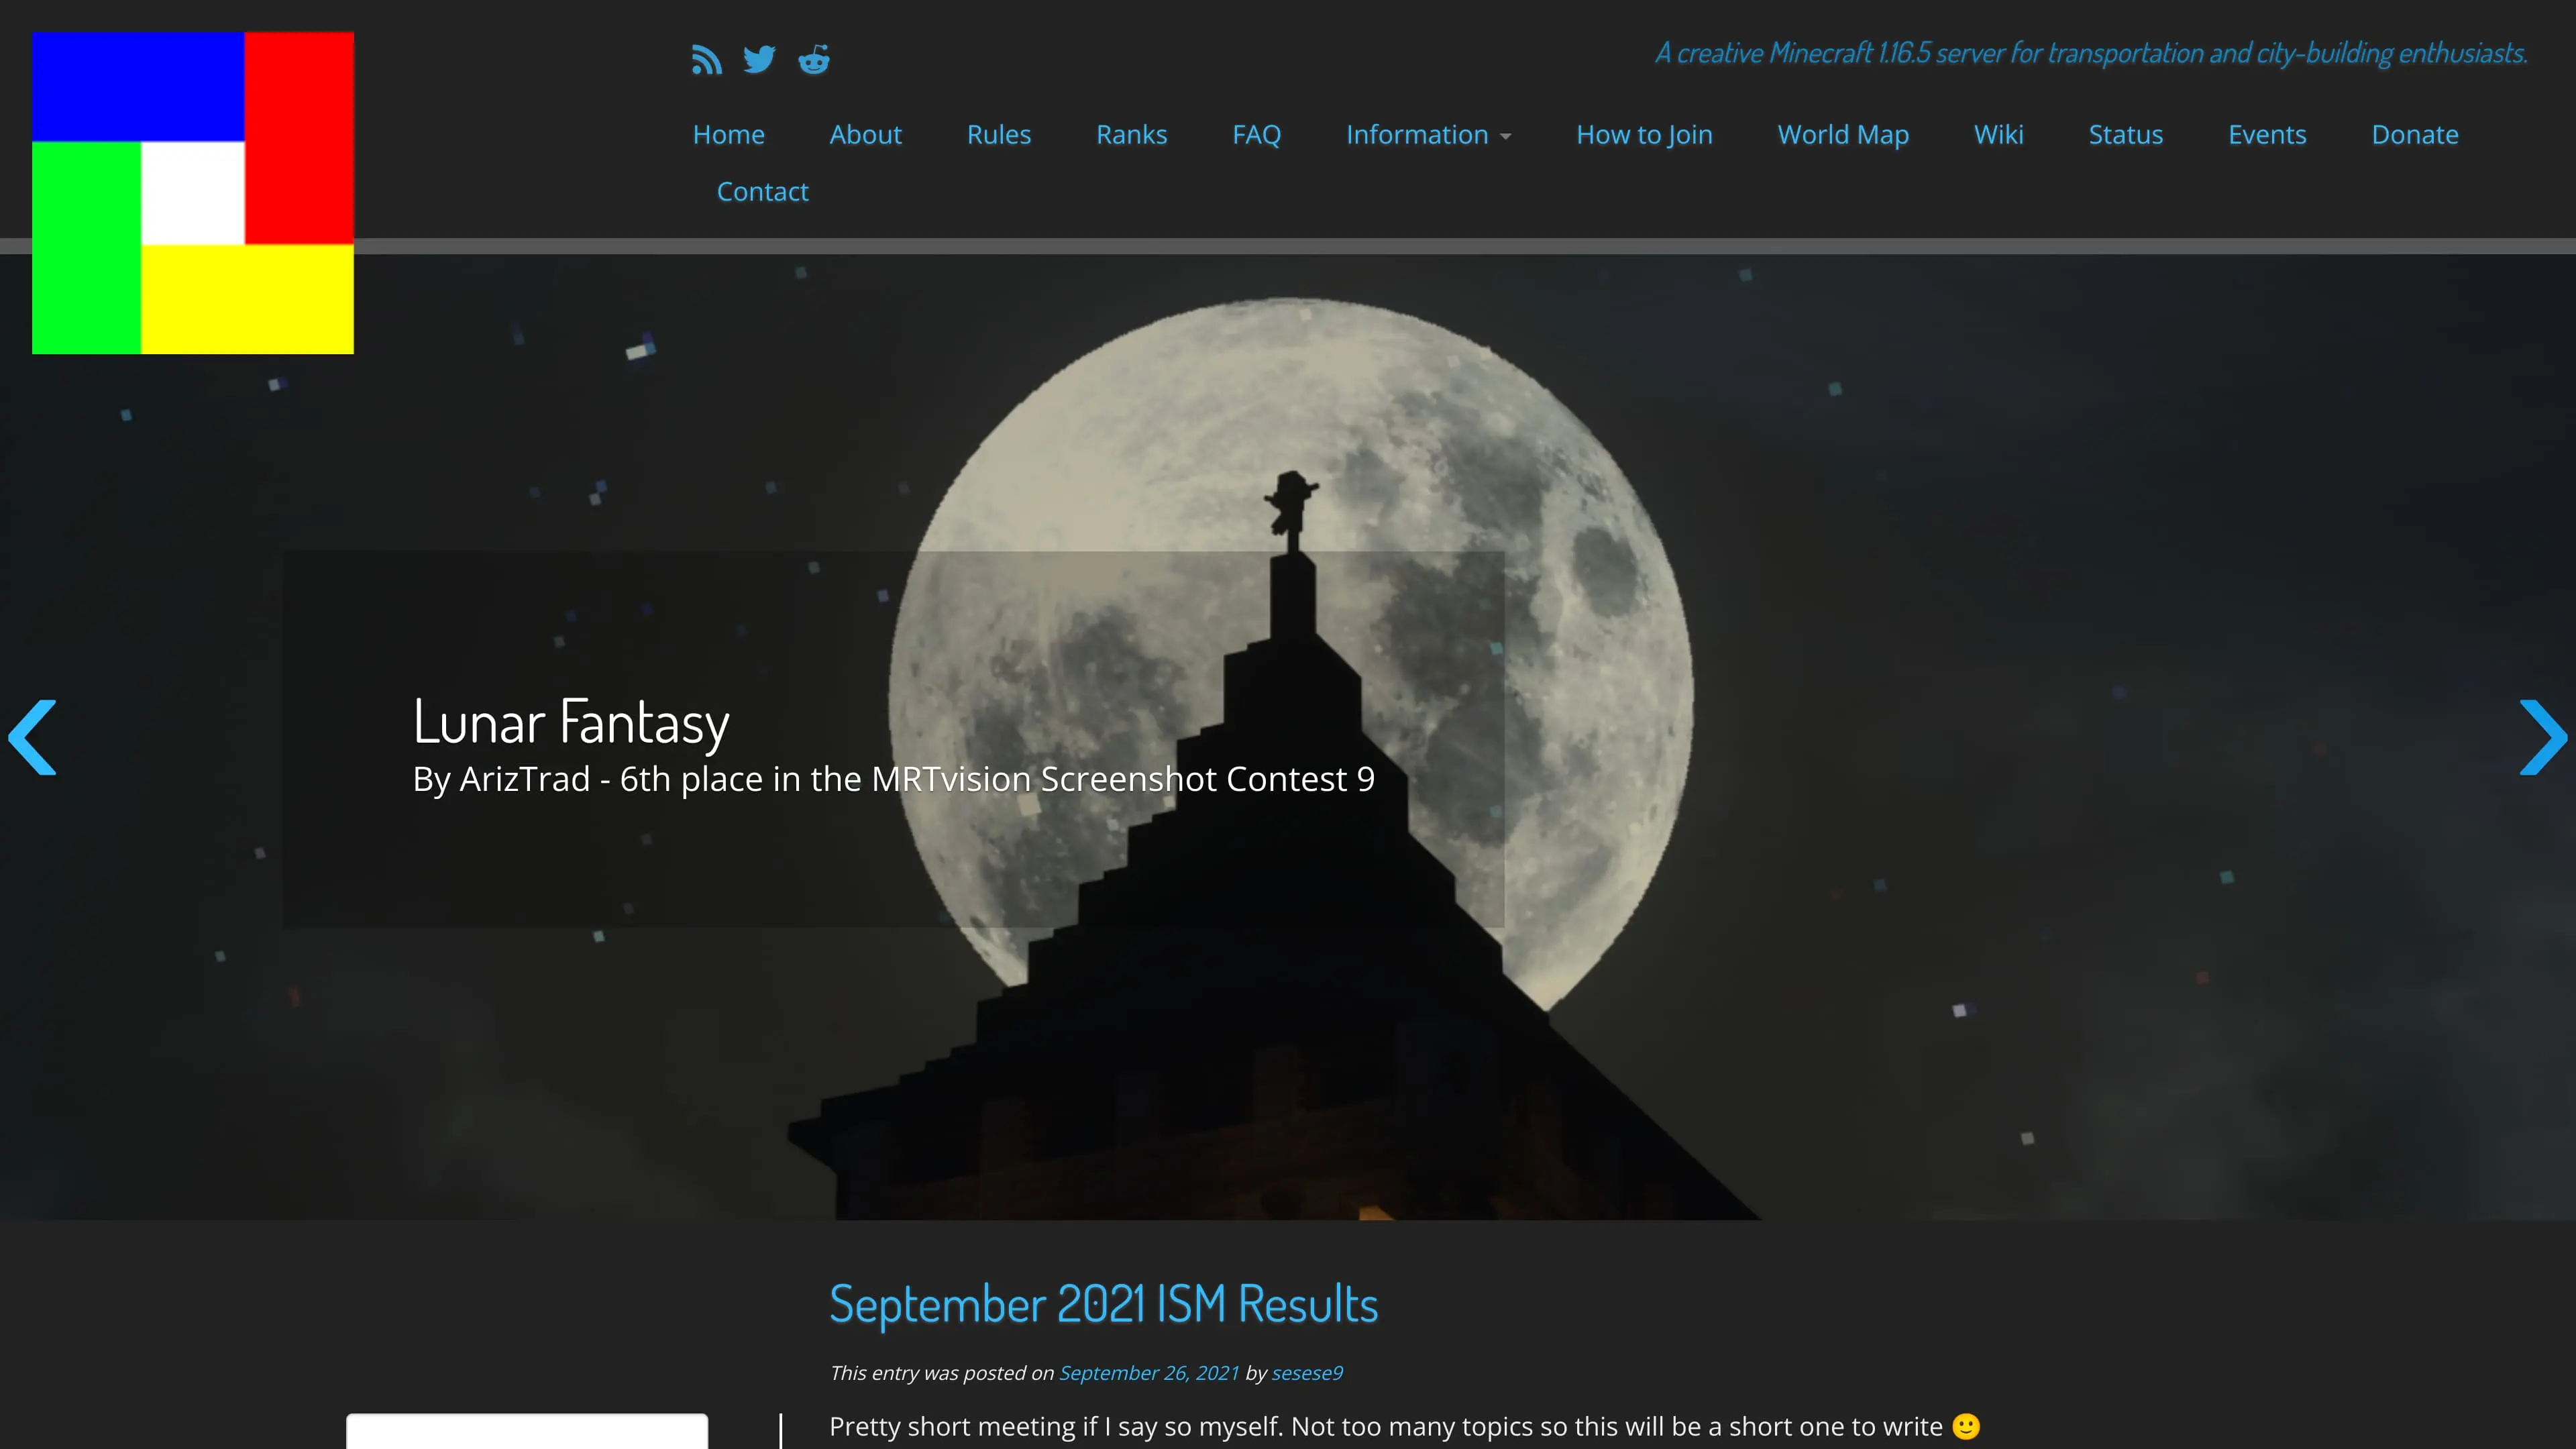 A creative Minecraft 1.16.5 server for transportation and city-building enthusiasts.
Home About Rules Ranks FAQ Information How to Join World Map Wiki Status Events Donate
Contact
Lunar Fantasy
By ArizTrad - 6th place in the MRTvision Screenshot Contest 9
September 2021 ISM Results
This entry was posted on September 26, 2021 by sesese9
Pretty short meeting if I say so myself. Not too many topics so this will be a short one to write 🙂